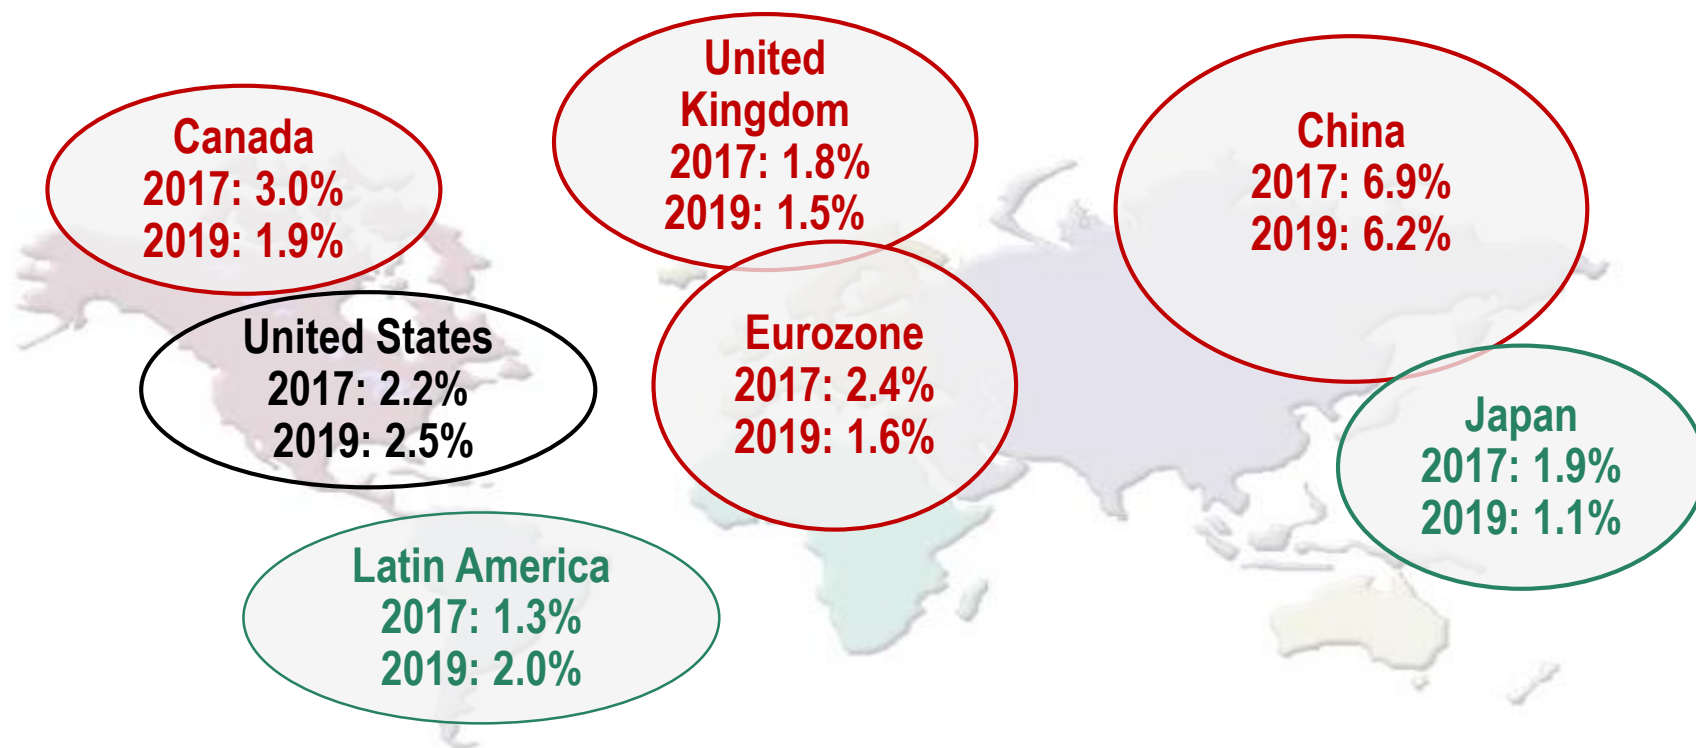 Canada
2017: 3.0%
2019: 1.9%
United
Kingdom
2017: 1.8%
2019: 1.5%
China
2017: 6.9%
2019: 6.2%
United States
2017: 2.2%
2019: 2.5%
Eurozone
2017: 2.4%
2019: 1.6%
Japan
2017: 1.9%
2019: 1.1%
Latin America
2017: 1.3%
2019: 2.0%